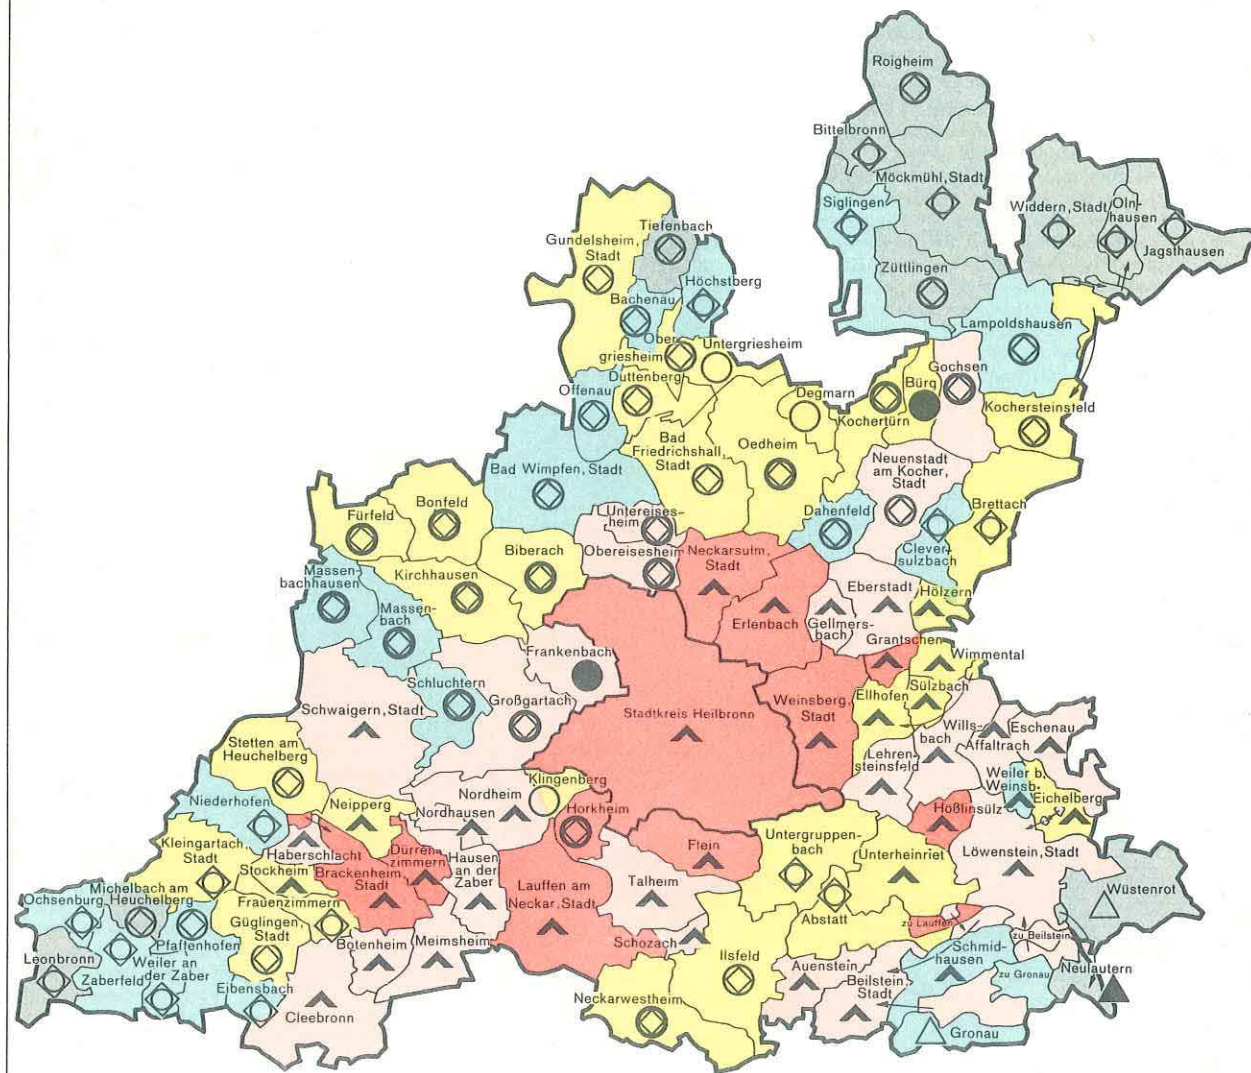 Roigheim
Bittelbronn
Möckmühl, Stadt
Siglingen
Widdern, Stadt
Oln-
hausen
Jagsthausen
Züttlingen
Tiefenbach
Gundelsheim,
Stadt
Höchstberg
Bachenau
Lampoldshausen
Ober-
griesheim
Untergriesheim
Duttenberg
Offenau
Degmarn
Kochertürn
Bürg
Gochsen
Kochersteinsfeld
Bad
Friedrichshall,
Stadt
Oedheim
Bad Wimpfen, Stadt
Neuenstadt
am Kocher,
Stadt
Fürfeld
Bonfeld
Untereises-
heim
Dahenfeld
Brettach
Clever-
sulzbach
Biberach
Obereisesheim
Neckarsulm,
Stadt
Massen-
bachhausen
Kirchhausen
Eberstadt
Hölzern
Massen-
bach
Erlenbach
Gellmers-
bach
Grantschen
Wimmental
Frankenbach
Schluchtern
Großgartach
Schwaigern, Stadt
Stadtkreis Heilbronn
Weinsberg,
Stadt
Ellhofen
Sülzbach
Wills-
bach
Affaltrach
Eschenau
Stetten am
Heuchelberg
Lehren-
steinsfeld
Weiler b.
Weinsb.
Eichelberg
Klingenberg
Nordheim
Nordhausen
Niederhofen
Neipperg
Horkheim
Hößlinsülz
Kleingartach
Stadt
Haberschlacht
Stockheim
Dürren-
zimmern
Brackenheim,
Stadt
Hausen
an der
Zaber
Flein
Untergruppen-
bach
Unterheinriet
Löwenstein, Stadt
Lauffen am
Neckar, Stadt
Talheim
Wüstenrot
Michelbach am
Heuchelberg
Ochsenburg
Frauenzimmern
Abstatt
Güglingen,
Stadt
Pfaffenhofen
Botenheim
Meimsheim
Schozach
zu Lauffen
zu Beilstein
Leonbronn
Zaberfeld
Weiler an
der Zaber
Eibensbach
Ilsfeld
Auenstein
Schmid-
hausen
zu Gronau
Neulautern
Beilstein,
Stadt
Cleebronn
Neckarwestheim
Gronau